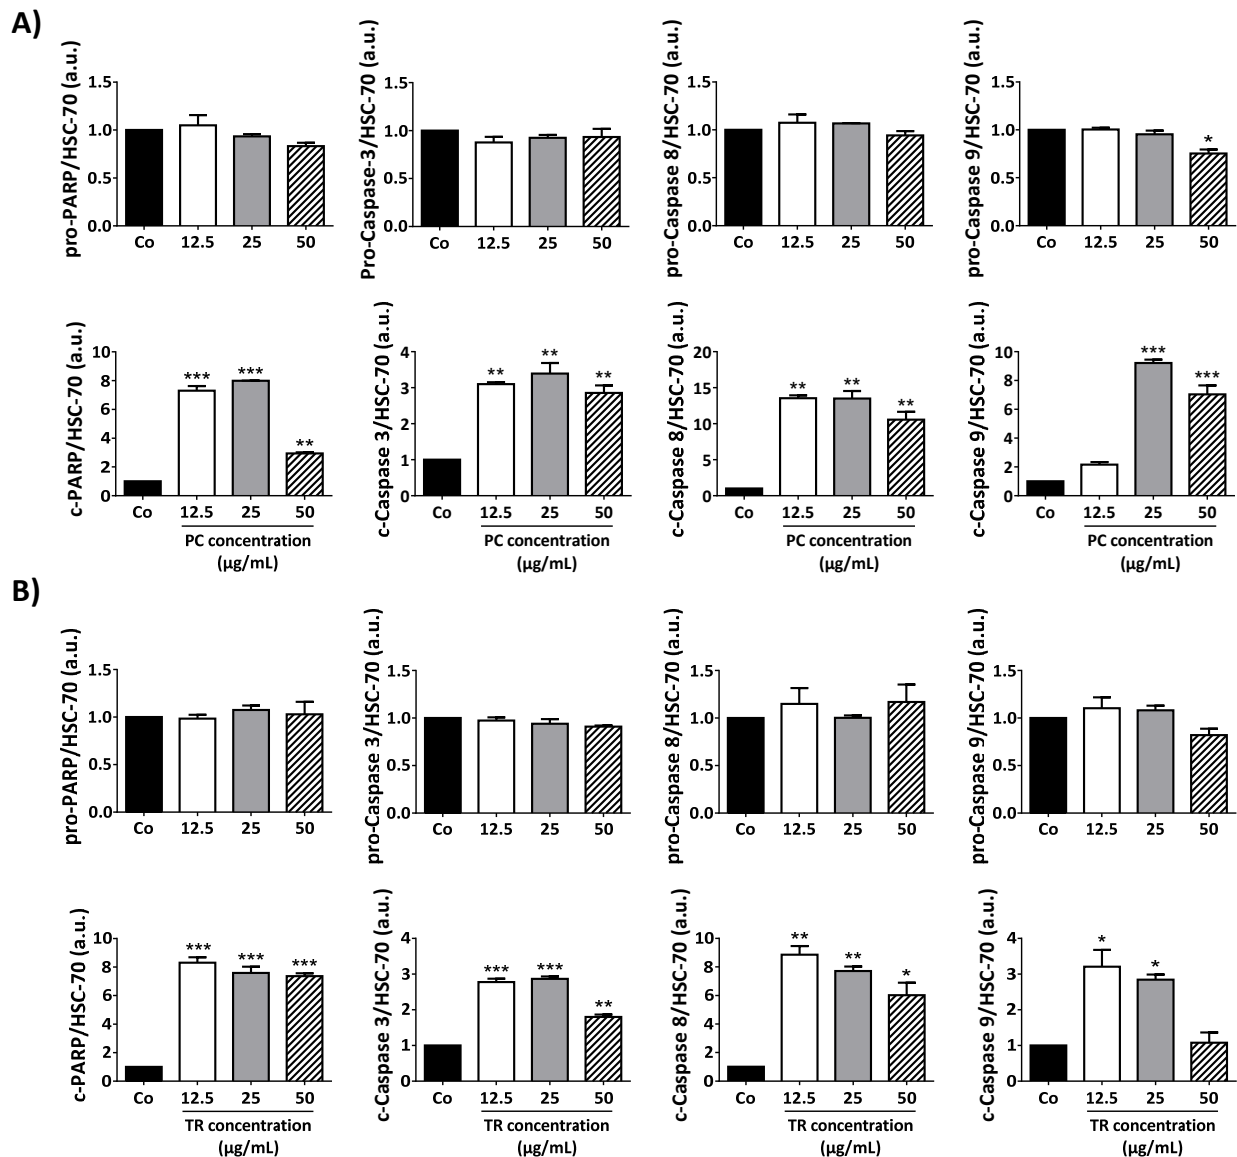 A)
pro-PARP/HSC-70 (a.u.)
1.5
1.0
0.5
0.0
Co 12.5 25 50
Pro-Caspase-3/HSC-70 (a.u.)
1.5
1.0
0.5
0.0
Co 12.5 25 50
pro-Caspase 8/HSC-70 (a.u.)
1.5
1.0
0.5
0.0
Co 12.5 25 50
pro-Caspase 9/HSC-70 (a.u.)
1.5
1.0
0.5
0.0
*
Co 12.5 25 50
c-PARP/HSC-70 (a.u.)
10
8
6
4
2
0
*** *** **
Co 12.5 25 50
PC concentration
(µg/mL)
c-Caspase 3/HSC-70 (a.u.)
4
3
2
1
0
** ** **
Co 12.5 25 50
PC concentration
(µg/mL)
c-Caspase 8/HSC-70 (a.u.)
20
15
10
5
0
** ** **
Co 12.5 25 50
PC concentration
(µg/mL)
c-Caspase 9/HSC-70 (a.u.)
10
8
6
4
2
0
*** ***
Co 12.5 25 50
PC concentration
(µg/mL)
B)
pro-PARP/HSC-70 (a.u.)
1.5
1.0
0.5
0.0
Co 12.5 25 50
pro-Caspase 3/HSC-70 (a.u.)
1.5
1.0
0.5
0.0
Co 12.5 25 50
pro-Caspase 8/HSC-70 (a.u.)
1.5
1.0
0.5
0.0
Co 12.5 25 50
pro-Caspase 9/HSC-70 (a.u.)
1.5
1.0
0.5
0.0
Co 12.5 25 50
c-PARP/HSC-70 (a.u.)
10
8
6
4
2
0
*** *** ***
Co 12.5 25 50
TR concentration
(µg/mL)
c-Caspase 3/HSC-70 (a.u.)
4
3
2
1
0
*** *** **
Co 12.5 25 50
TR concentration
(µg/mL)
c-Caspase 8/HSC-70 (a.u.)
10
8
6
4
2
0
** ** *
Co 12.5 25 50
TR concentration
(µg/mL)
c-Caspase 9/HSC-70 (a.u.)
4
3
2
1
0
* *
Co 12.5 25 50
TR concentration
(µg/mL)